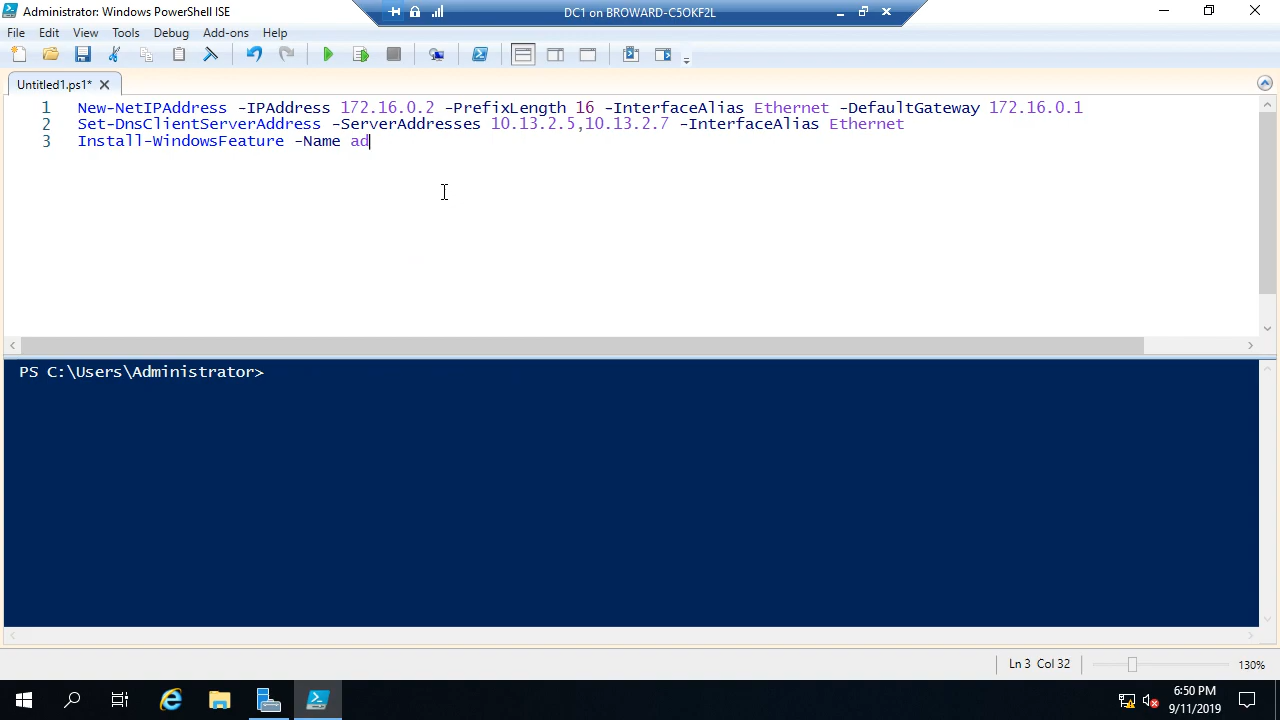 Administrator: Windows PowerShell ISE
DC1 on BROWARD-C5OKF2L
File Edit View Tools Debug Add-ons Help
Untitled1.ps1*
1 New-NetIPAddress -IPAddress 172.16.0.2 -PrefixLength 16 -InterfaceAlias Ethernet -DefaultGateway 172.16.0.1
2 Set-DnsClientServerAddress -ServerAddresses 10.13.2.5,10.13.2.7 -InterfaceAlias Ethernet
3 Install-WindowsFeature -Name ad
PS C:\Users\Administrator>
Ln 3 Col 32
130%
6:50 PM
9/11/2019